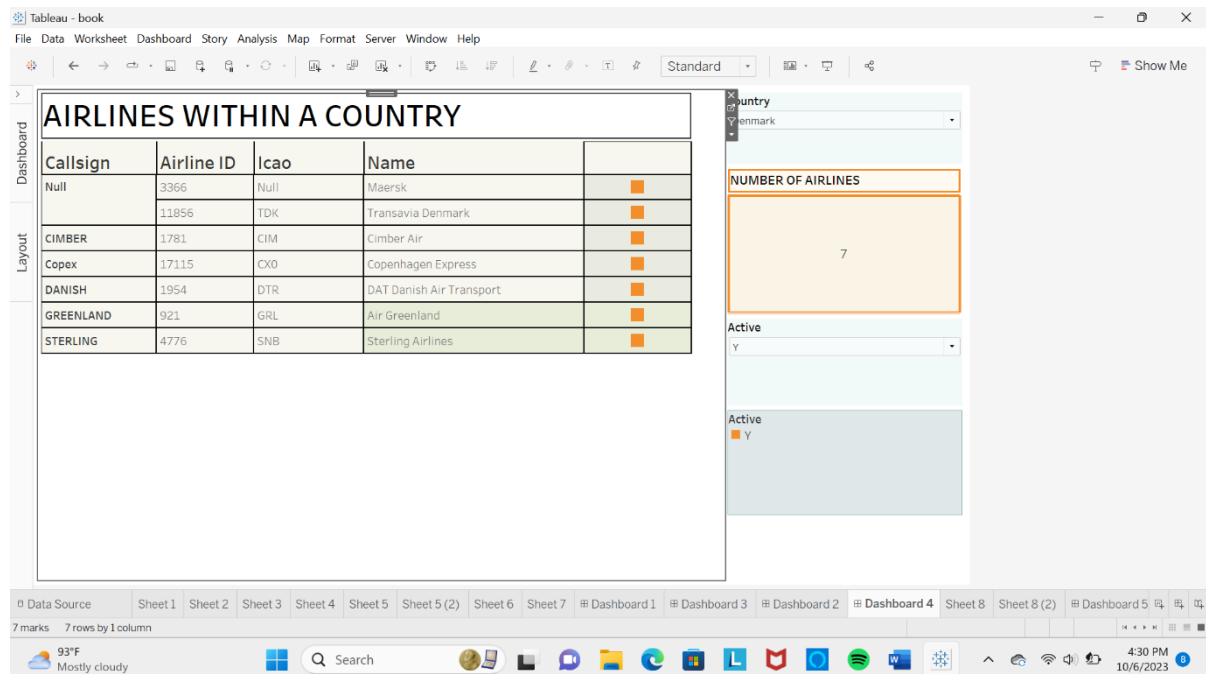 Tableau - book
File Data Worksheet Dashboard Story Analysis Map Format Server Window Help
Standard Show Me
AIRLINES WITHIN A COUNTRY
Callsign Airline ID Icao Name
Null 3366 Null Maersk
11856 TDK Transavia Denmark
CIMBER 1781 CIM Cimber Air
Copex 17115 CX0 Copenhagen Express
DANISH 1954 DTR DAT Danish Air Transport
GREENLAND 921 GRL Air Greenland
STERLING 4776 SNB Sterling Airlines
Dashboard
Layout
ountry
enmark
NUMBER OF AIRLINES
7
Active
Y
Active
Y
Data Source Sheet 1 Sheet 2 Sheet 3 Sheet 4 Sheet 5 Sheet 5 (2) Sheet 6 Sheet 7 Dashboard 1 Dashboard 3 Dashboard 2 Dashboard 4 Sheet 8 Sheet 8 (2) Dashboard 5
7 marks 7 rows by 1 column
93°F
Mostly cloudy
Search
L
W
4:30 PM
10/6/2023
8